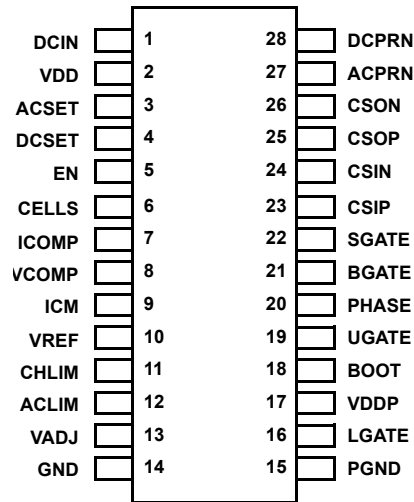 DCIN 1 28 DCPRN
VDD 2 27 ACPRN
ACSET 3 26 CSON
DCSET 4 25 CSOP
EN 5 24 CSIN
CELLS 6 23 CSIP
ICOMP 7 22 SGATE
VCOMP 8 21 BGATE
ICM 9 20 PHASE
VREF 10 19 UGATE
CHLIM 11 18 BOOT
ACLIM 12 17 VDDP
VADJ 13 16 LGATE
GND 14 15 PGND